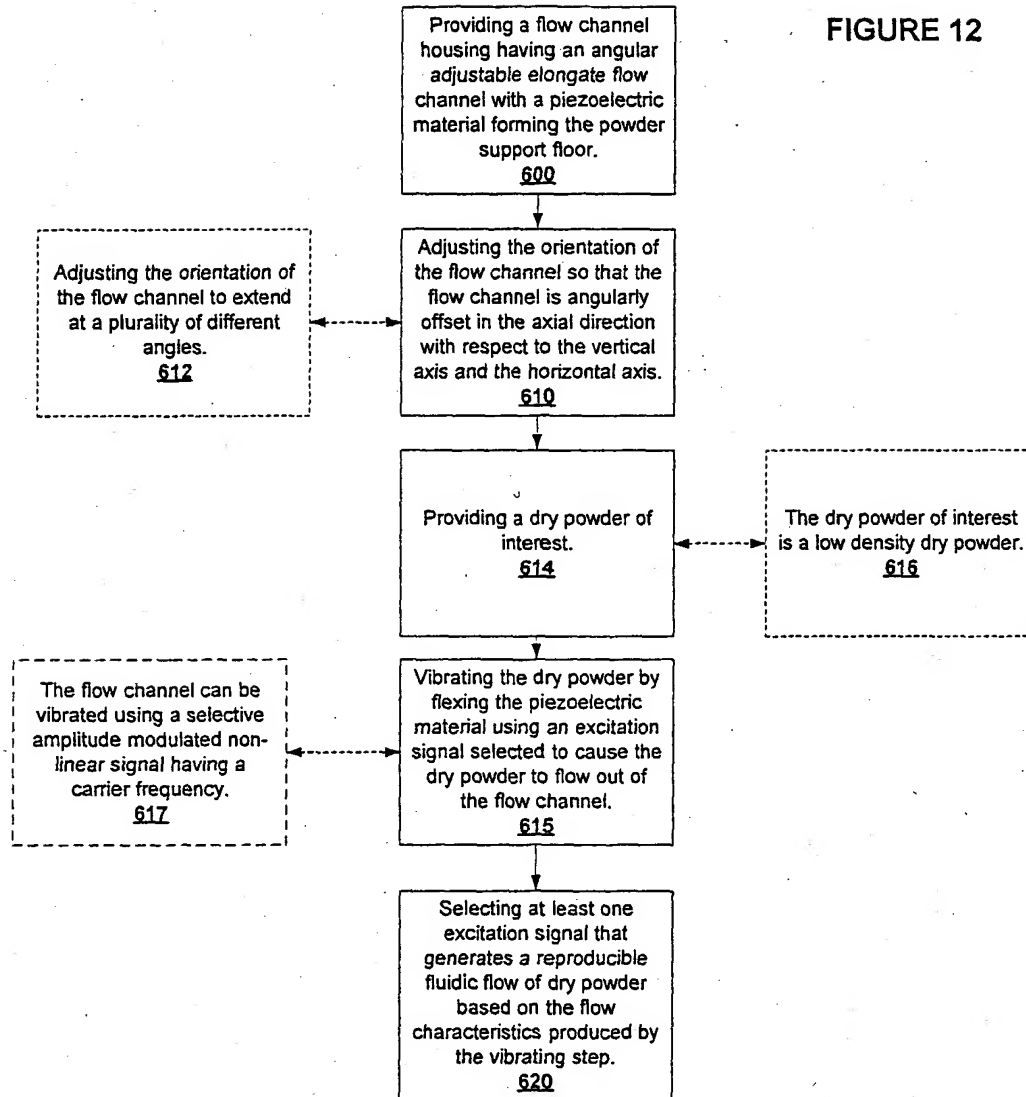 FIGURE 12
Providing a flow channel
housing having an angular
adjustable elongate flow
channel with a piezoelectric
material forming the powder
support floor.
600
Adjusting the orientation of
the flow channel to extend
at a plurality of different
angles.
612
Adjusting the orientation of
the flow channel so that the
flow channel is angularly
offset in the axial direction
with respect to the vertical
axis and the horizontal axis.
610
Providing a dry powder of
interest.
614
The dry powder of interest
is a low density dry powder.
616
The flow channel can be
vibrated using a selective
amplitude modulated non-
linear signal having a
carrier frequency.
617
Vibrating the dry powder by
flexing the piezoelectric
material using an excitation
signal selected to cause the
dry powder to flow out of
the flow channel.
615
Selecting at least one
excitation signal that
generates a reproducible
fluidic flow of dry powder
based on the flow
characteristics produced by
the vibrating step.
620